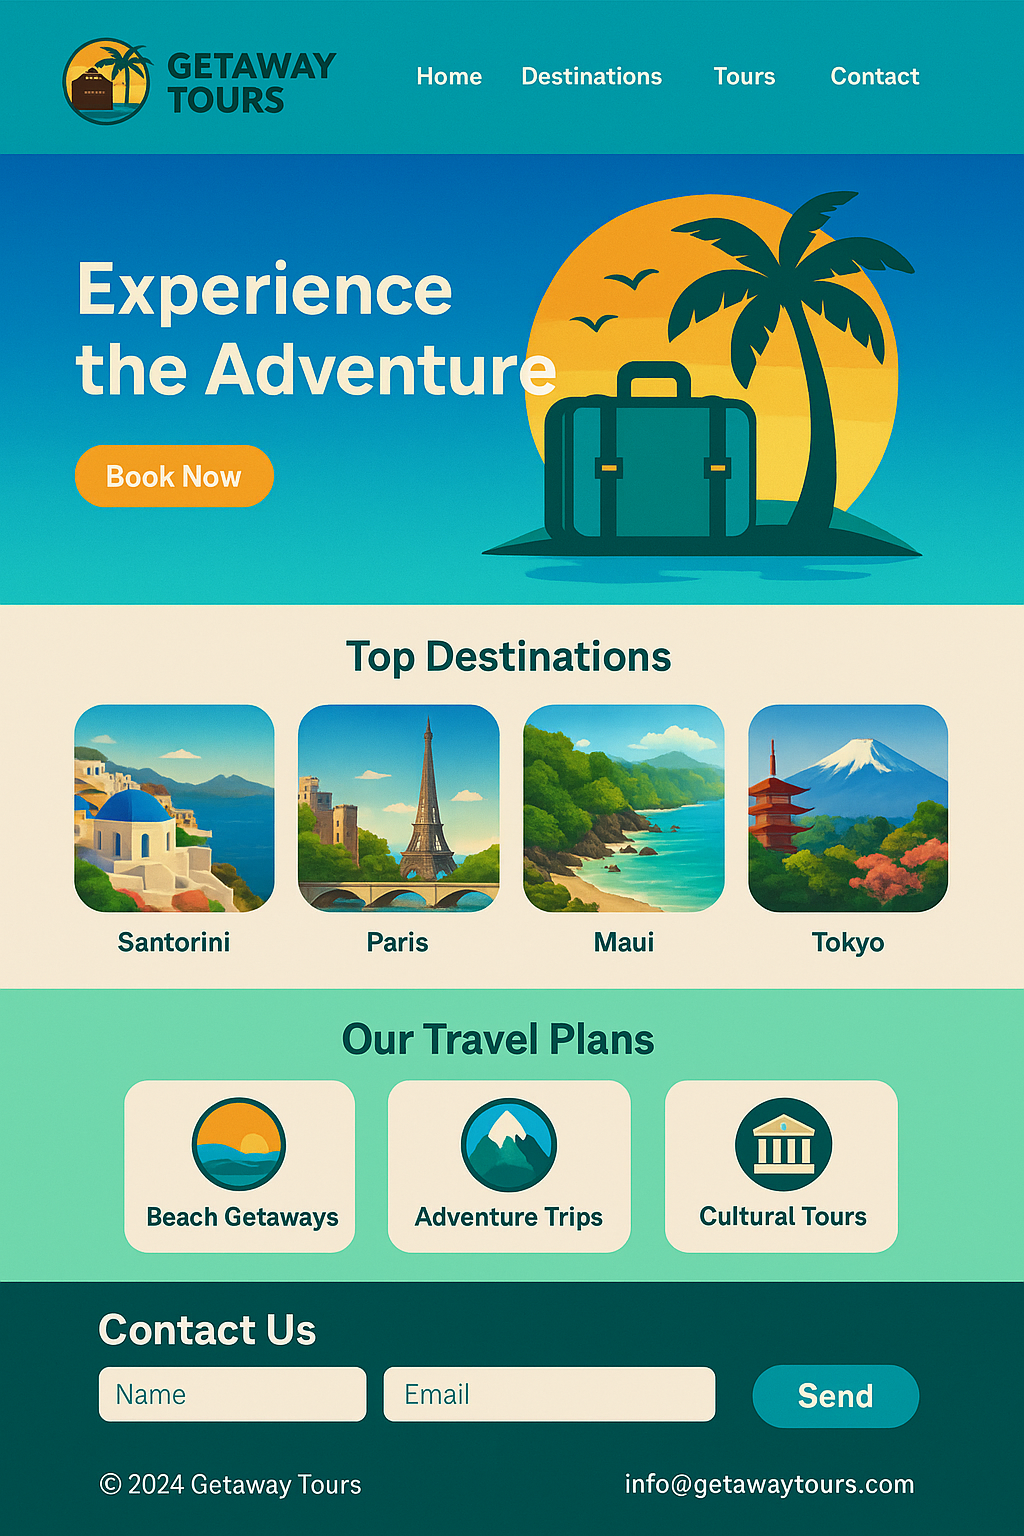 GETAWAY
TOURS
Home Destinations Tours Contact
Experience
the Adventure
Book Now
Top Destinations
Santorini Paris Maui Tokyo
Our Travel Plans
Beach Getaways Adventure Trips Cultural Tours
Contact Us
Name Email Send
© 2024 Getaway Tours info@getawaytours.com